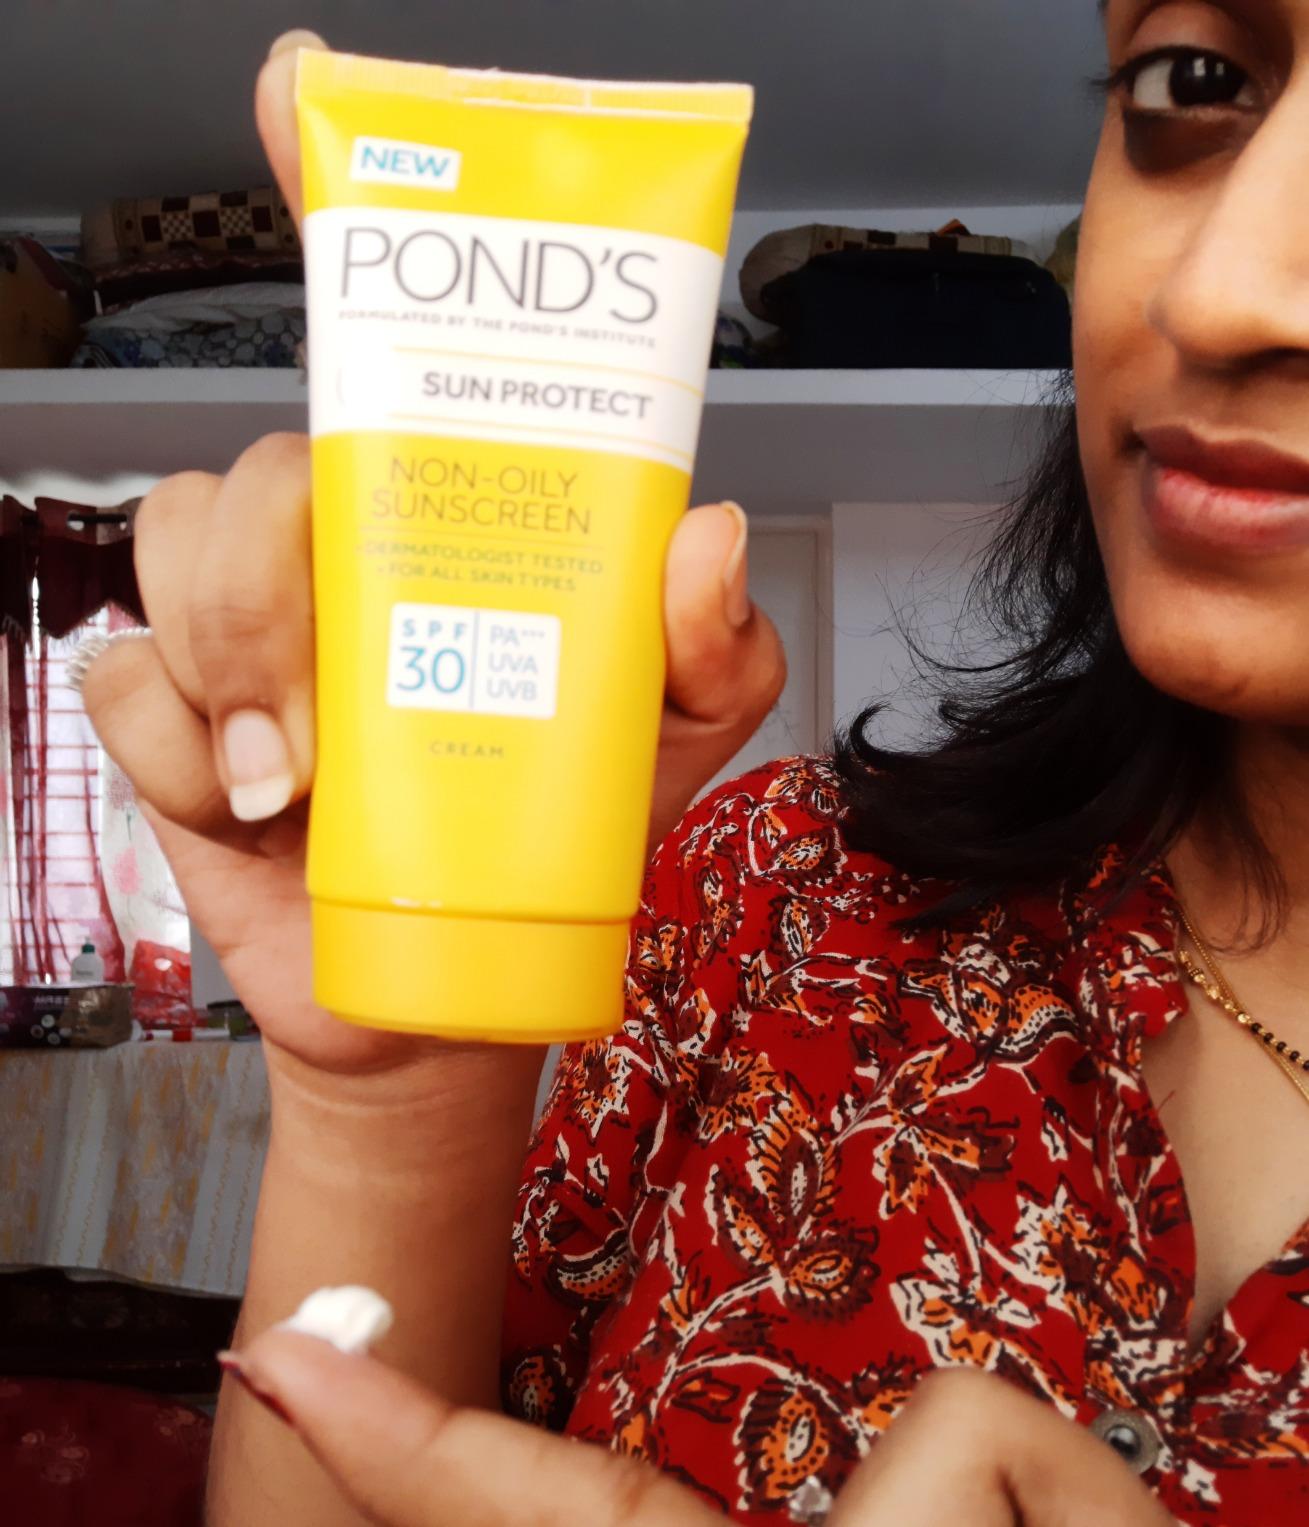 NEW
POND'S
FORMULATED BY THE POND'S INSTITUTE
SUN PROTECT
NON-OILY
SUNSCREEN
• DERMATOLOGIST TESTED
• FOR ALL SKIN TYPES
SPF
30
PA+++
UVA
UVB
CREAM